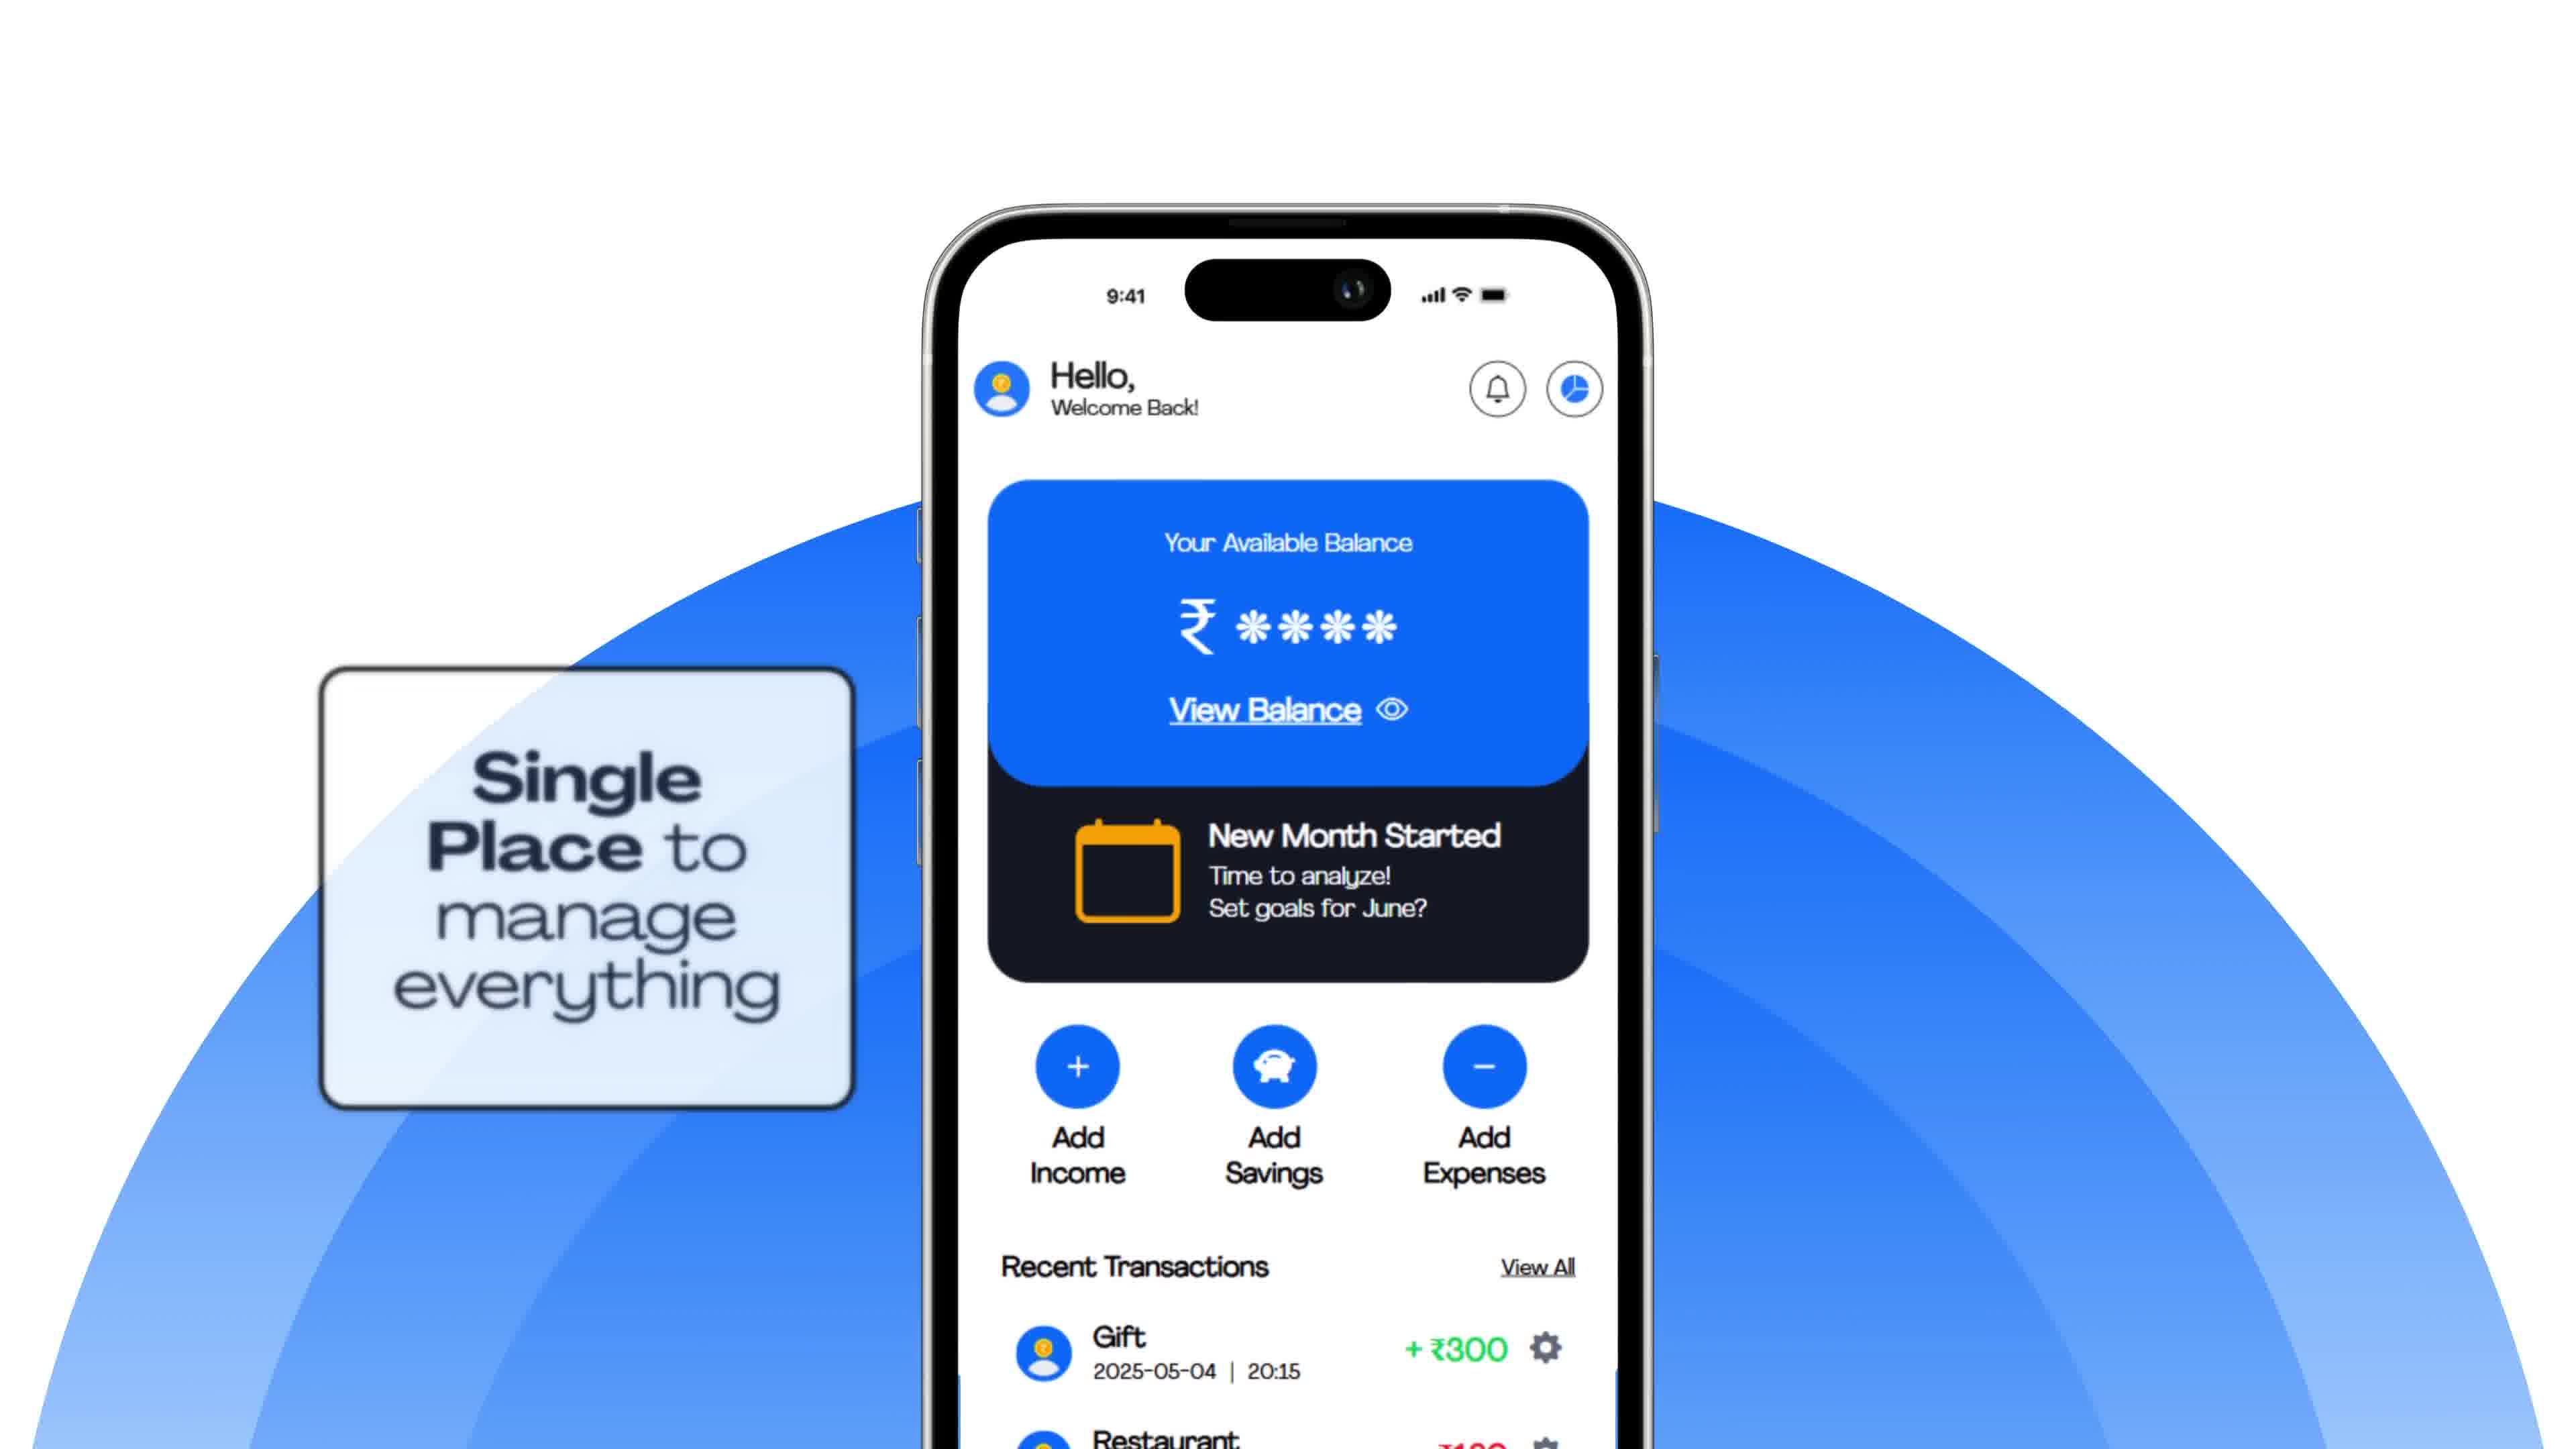 9:41
Hello,
Welcome Back!
Your Available Balance
₹ ****
View Balance
New Month Started
Time to analyze!
Set goals for June?
Single
Place to
manage
everything
Add
Income
Add
Savings
Add
Expenses
Recent Transactions
View All
Gift
+ ₹300
2025-05-04 | 20:15
Restaurant